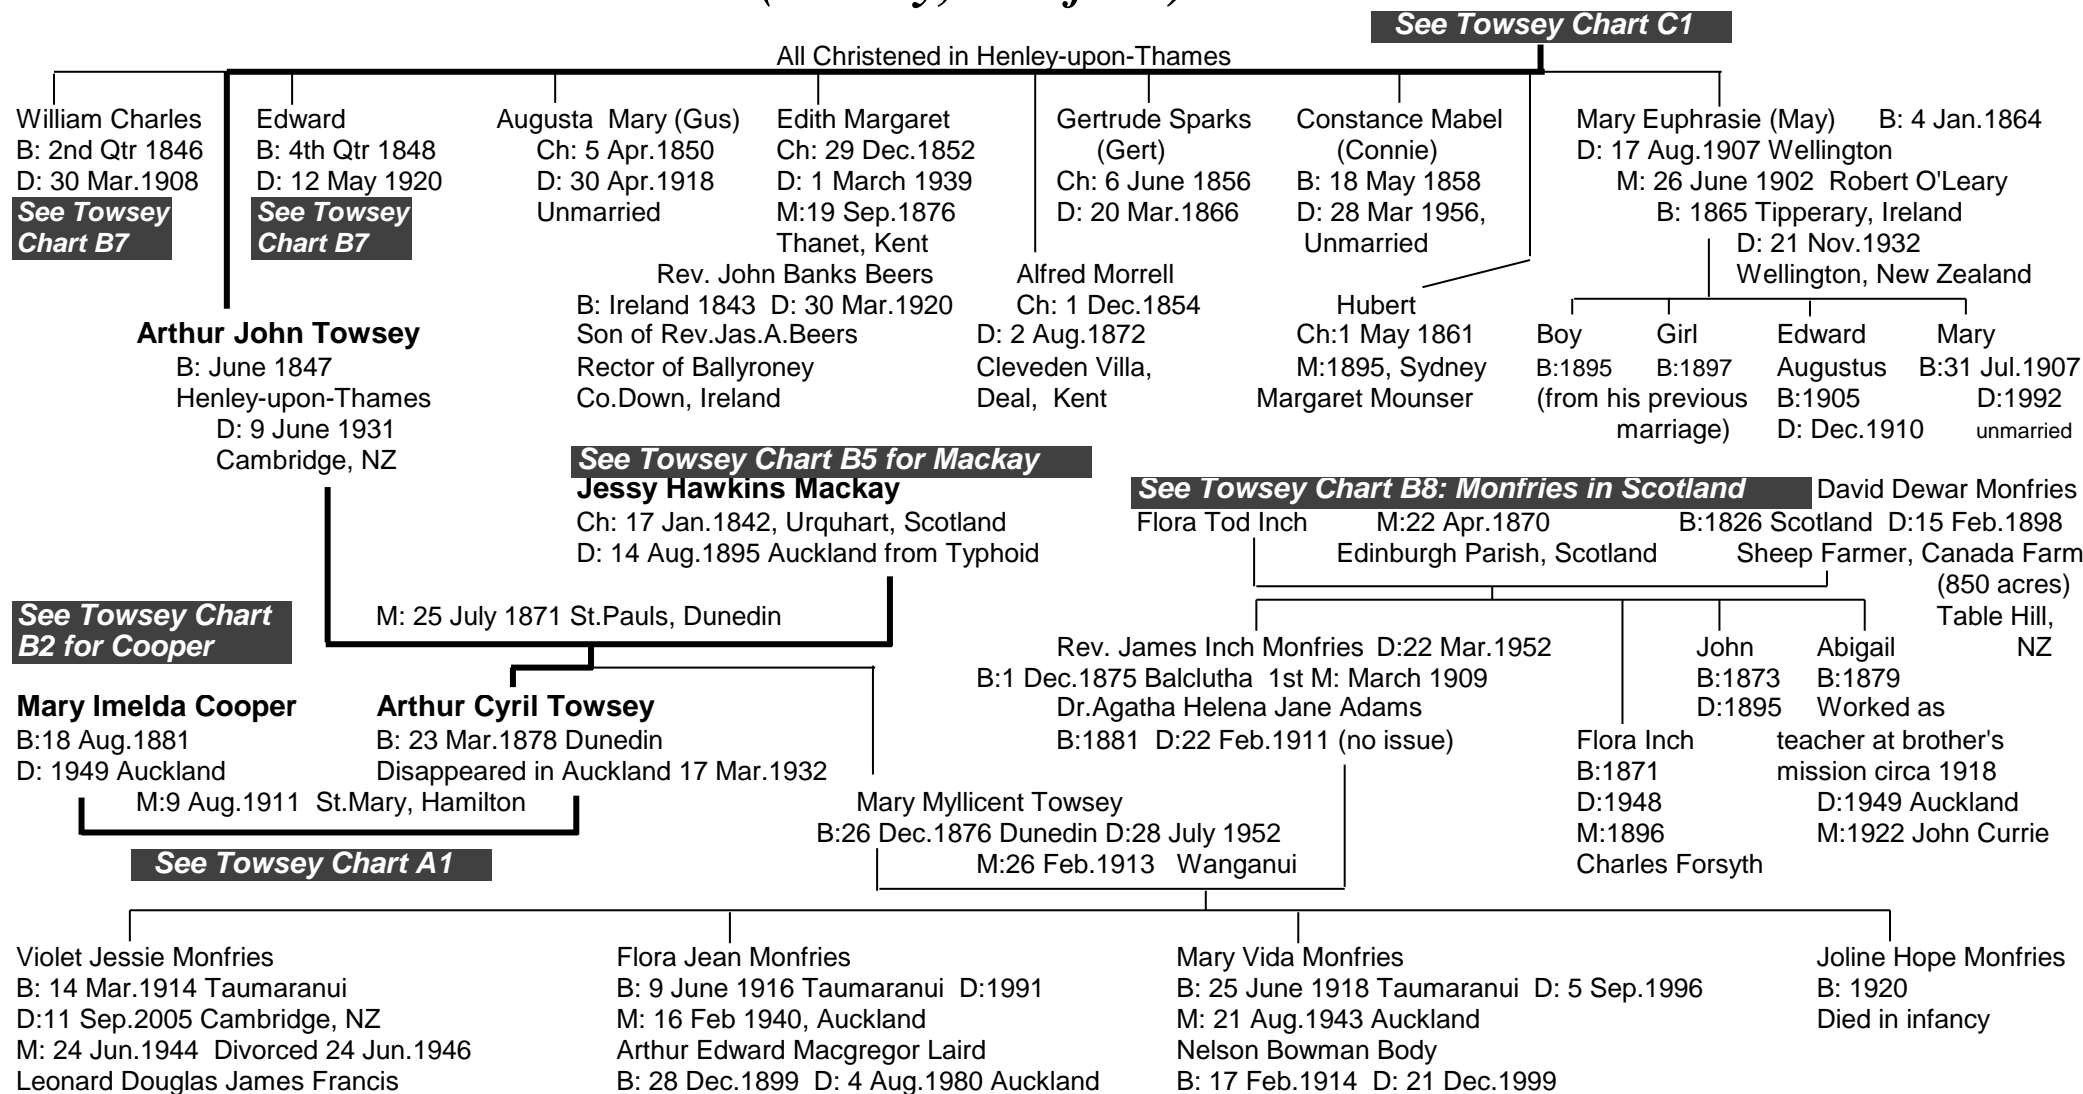 See Towsey Chart C1
All Christened in Henley-upon-Thames
William Charles
B: 2nd Qtr 1846
D: 30 Mar.1908
See Towsey
Chart B7
Edward
B: 4th Qtr 1848
D: 12 May 1920
See Towsey
Chart B7
Augusta Mary (Gus)
Ch: 5 Apr.1850
D: 30 Apr.1918
Unmarried
Edith Margaret
Ch: 29 Dec.1852
D: 1 March 1939
M:19 Sep.1876
Thanet, Kent
Rev. John Banks Beers
B: Ireland 1843 D: 30 Mar.1920
Son of Rev.Jas.A.Beers
Rector of Ballyroney
Co.Down, Ireland
Alfred Morrell
Ch: 1 Dec.1854
D: 2 Aug.1872
Cleveden Villa,
Deal, Kent
Gertrude Sparks
(Gert)
Ch: 6 June 1856
D: 20 Mar.1866
Constance Mabel
(Connie)
B: 18 May 1858
D: 28 Mar 1956,
Unmarried
Hubert
Ch:1 May 1861
M:1895, Sydney
Margaret Mounser
Mary Euphrasie (May) B: 4 Jan.1864
D: 17 Aug.1907 Wellington
M: 26 June 1902 Robert O'Leary
B: 1865 Tipperary, Ireland
D: 21 Nov.1932
Wellington, New Zealand
Boy
B:1895
Girl
B:1897
(from his previous
marriage)
Edward
Augustus
B:1905
D: Dec.1910
Mary
B:31 Jul.1907
D:1992
unmarried
Arthur John Towsey
B: June 1847
Henley-upon-Thames
D: 9 June 1931
Cambridge, NZ
See Towsey Chart B5 for Mackay
Jessy Hawkins Mackay
Ch: 17 Jan.1842, Urquhart, Scotland
D: 14 Aug.1895 Auckland from Typhoid
M: 25 July 1871 St.Pauls, Dunedin
See Towsey Chart B8: Monfries in Scotland
Flora Tod Inch
M:22 Apr.1870
Edinburgh Parish, Scotland
David Dewar Monfries
B:1826 Scotland D:15 Feb.1898
Sheep Farmer, Canada Farm
(850 acres)
Table Hill,
NZ
See Towsey Chart
B2 for Cooper
Mary Imelda Cooper
B:18 Aug.1881
D: 1949 Auckland
Arthur Cyril Towsey
B: 23 Mar.1878 Dunedin
Disappeared in Auckland 17 Mar.1932
M:9 Aug.1911 St.Mary, Hamilton
See Towsey Chart A1
Rev. James Inch Monfries D:22 Mar.1952
B:1 Dec.1875 Balclutha 1st M: March 1909
Dr.Agatha Helena Jane Adams
B:1881 D:22 Feb.1911 (no issue)
Flora Inch
B:1871
D:1948
M:1896
Charles Forsyth
John
B:1873
D:1895
Abigail
B:1879
Worked as
teacher at brother's
mission circa 1918
D:1949 Auckland
M:1922 John Currie
Mary Myllicent Towsey
B:26 Dec.1876 Dunedin D:28 July 1952
M:26 Feb.1913 Wanganui
Violet Jessie Monfries
B: 14 Mar.1914 Taumaranui
D:11 Sep.2005 Cambridge, NZ
M: 24 Jun.1944 Divorced 24 Jun.1946
Leonard Douglas James Francis
Flora Jean Monfries
B: 9 June 1916 Taumaranui D:1991
M: 16 Feb 1940, Auckland
Arthur Edward Macgregor Laird
B: 28 Dec.1899 D: 4 Aug.1980 Auckland
Mary Vida Monfries
B: 25 June 1918 Taumaranui D: 5 Sep.1996
M: 21 Aug.1943 Auckland
Nelson Bowman Body
B: 17 Feb.1914 D: 21 Dec.1999
Joline Hope Monfries
B: 1920
Died in infancy